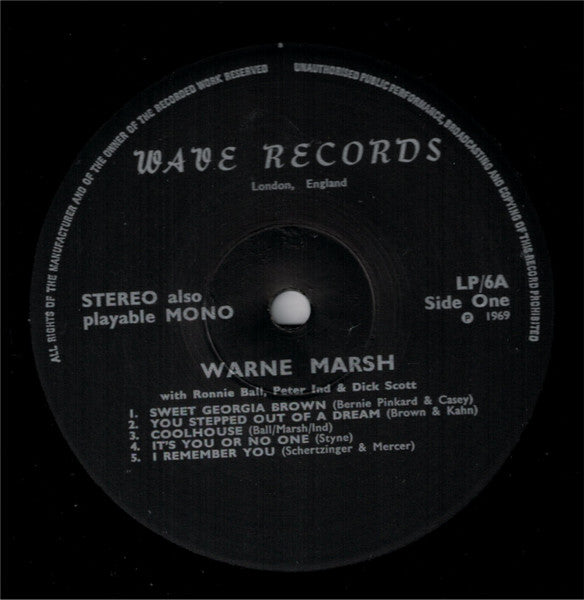 ALL RIGHTS OF THE MANUFACTURER AND OF THE OWNER OF THE RECORDED WORK RESERVED
UNAUTHORISED PUBLIC PERFORMANCE, BROADCASTING AND COPYING OF THIS RECORD PROHIBITED
WAVE RECORDS
London, England
STEREO also
playable MONO
LP/6A
Side One
℗ 1969
WARNE MARSH
with Ronnie Ball, Peter Ind & Dick Scott
1. SWEET GEORGIA BROWN (Bernie Pinkard & Casey)
2. YOU STEPPED OUT OF A DREAM (Brown & Kahn)
3. COOLHOUSE (Ball/Marsh/Ind)
4. IT'S YOU OR NO ONE (Styne)
5. I REMEMBER YOU (Schertzinger & Mercer)